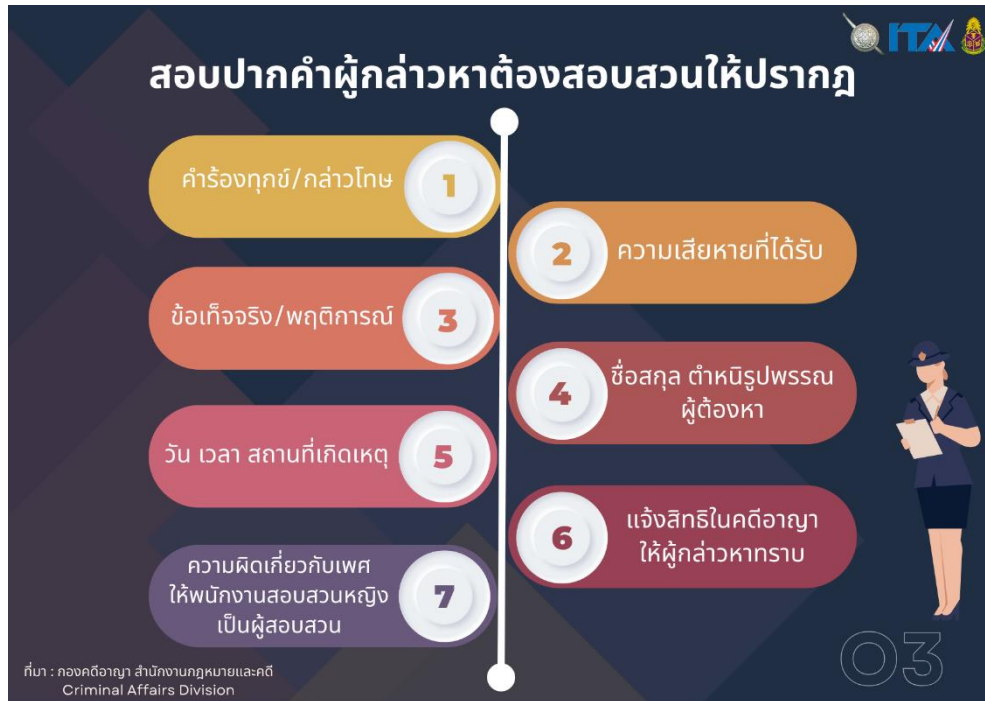 ITA
สอบปากคำผู้กล่าวหาต้องสอบสวนให้ปรากฎ
คำร้องทุกข์/กล่าวโทษ
1
2
ความเสียหายที่ได้รับ
ข้อเท็จจริง/พฤติการณ์
3
4
ชื่อสกุล ตำหนิรูปพรรณ
ผู้ต้องหา
วัน เวลา สถานที่เกิดเหตุ
5
6
แจ้งสิทธิในคดีอาญา
ให้ผู้กล่าวหาทราบ
ความผิดเกี่ยวกับเพศ
ให้พนักงานสอบสวนหญิง
เป็นผู้สอบสวน
7
ที่มา : กองคดีอาญา สำนักงานกฎหมายและคดี
Criminal Affairs Division
03